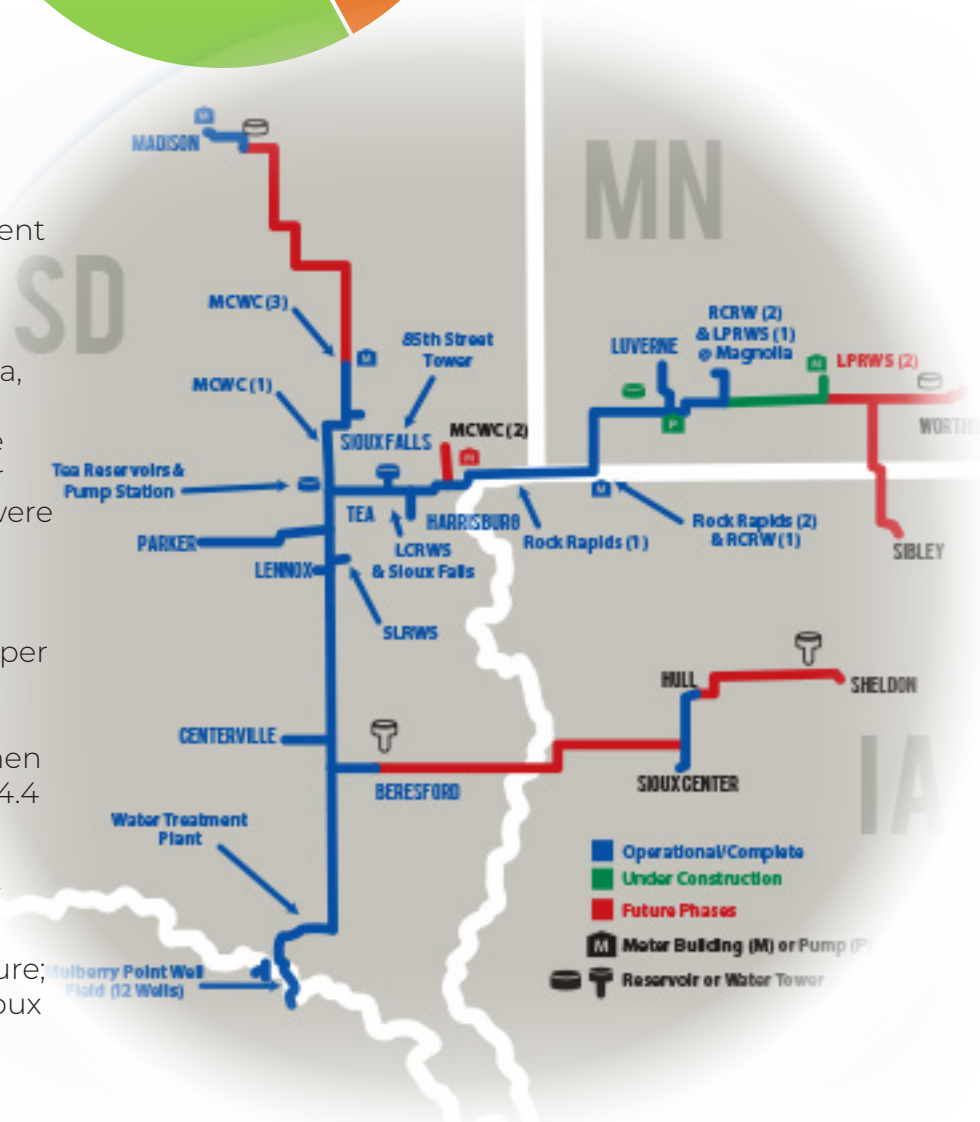 MADISON
MN
ent
SD
MCWC (3)
RCRW (2)
& LPRWS (1)
@ Magnolia
85th Street
Tower
LUVERNE
LPRWS (2)
a,
MCWC (1)
SIOUX FALLS
MCWC (2)
e
Tea Reservoirs &
Pump Station
were
TEA
HARRISBURG
Rock Rapids (2)
& RCRW (1)
PARKER
Rock Rapids (1)
LCRWS
& Sioux Falls
SIBLEY
LENNOX
SLRWS
per
HULL
SHELDON
CENTERVILLE
IA
hen
4.4
SIOUX CENTER
BERESFORD
Water Treatment
Plant
Operational/Complete
Under Construction
Future Phases
M
Meter Building (M) or Pump (P)
ure;
Mulberry Point Well
Field (12 Wells)
oux
Reservoir or Water Tower